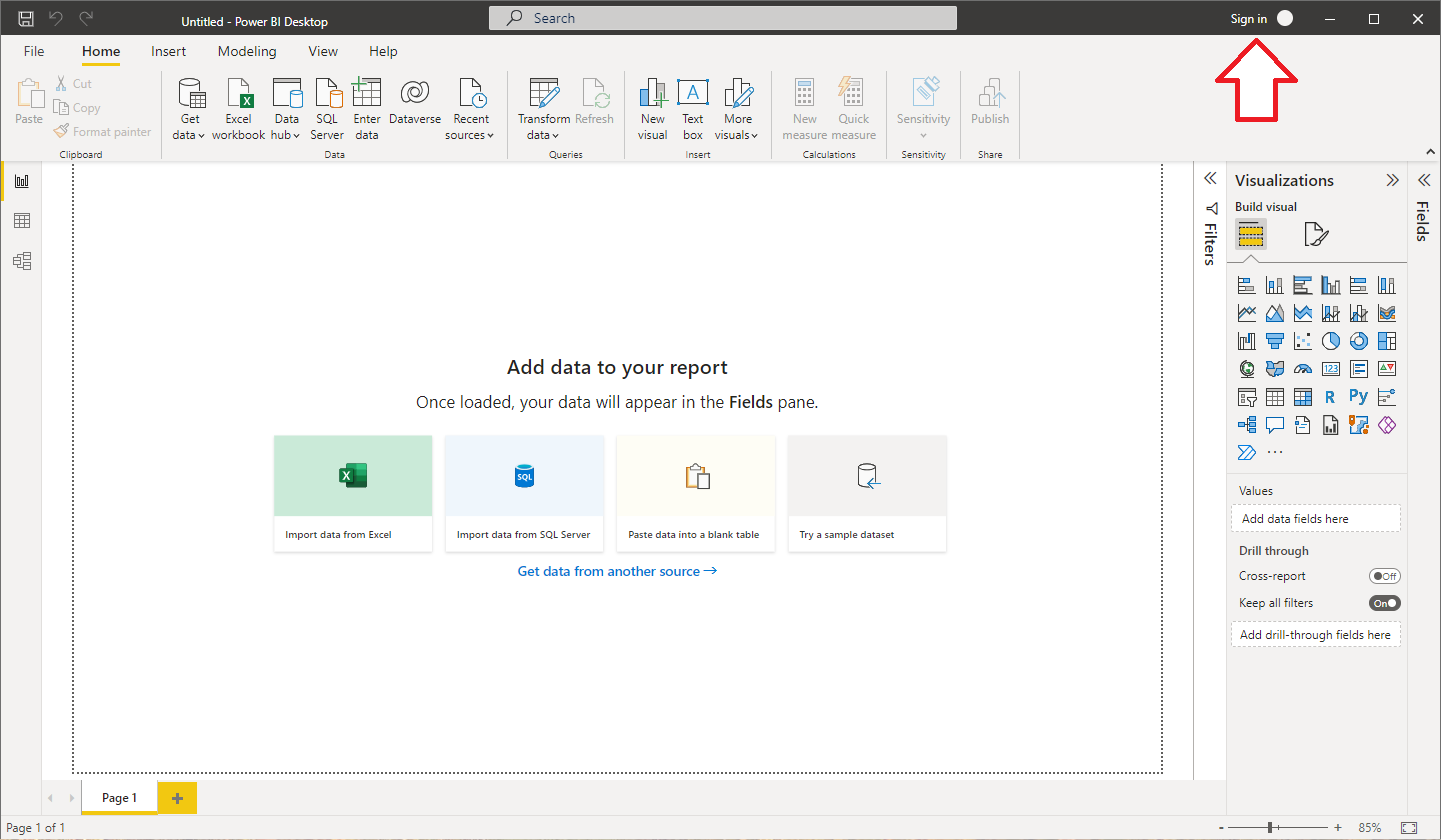 Untitled - Power BI Desktop
Search
Sign in
File Home Insert Modeling View Help
Paste
Cut
Copy
Format painter
Clipboard
Get data
Excel workbook
Data hub
SQL Server
Enter data
Dataverse
Recent sources
Data
Transform data
Refresh
Queries
New visual
Text box
More visuals
Insert
New measure
Quick measure
Calculations
Sensitivity
Sensitivity
Publish
Share
Filters
Visualizations
Build visual
Fields
123
R
Py
Values
Add data fields here
Drill through
Cross-report
Off
Keep all filters
On
Add drill-through fields here
Add data to your report
Once loaded, your data will appear in the Fields pane.
SQL
Import data from Excel
Import data from SQL Server
Paste data into a blank table
Try a sample dataset
Get data from another source
Page 1
Page 1 of 1
- + 85%